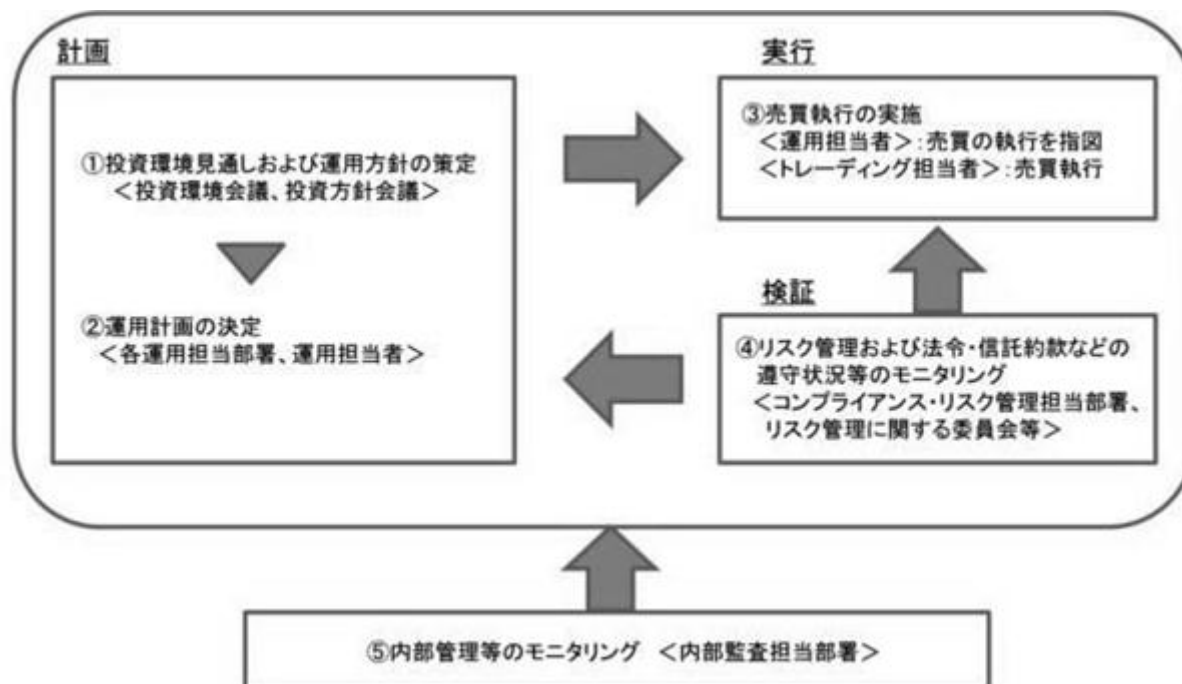 計画
①投資環境見通しおよび運用方針の策定
＜投資環境会議、投資方針会議＞
②運用計画の決定
＜各運用担当部署、運用担当者＞
実行
③売買執行の実施
＜運用担当者＞：売買の執行を指図
＜トレーディング担当者＞：売買執行
検証
④リスク管理および法令・信託約款などの
遵守状況等のモニタリング
＜コンプライアンス・リスク管理担当部署、
リスク管理に関する委員会等＞
⑤内部管理等のモニタリング ＜内部監査担当部署＞